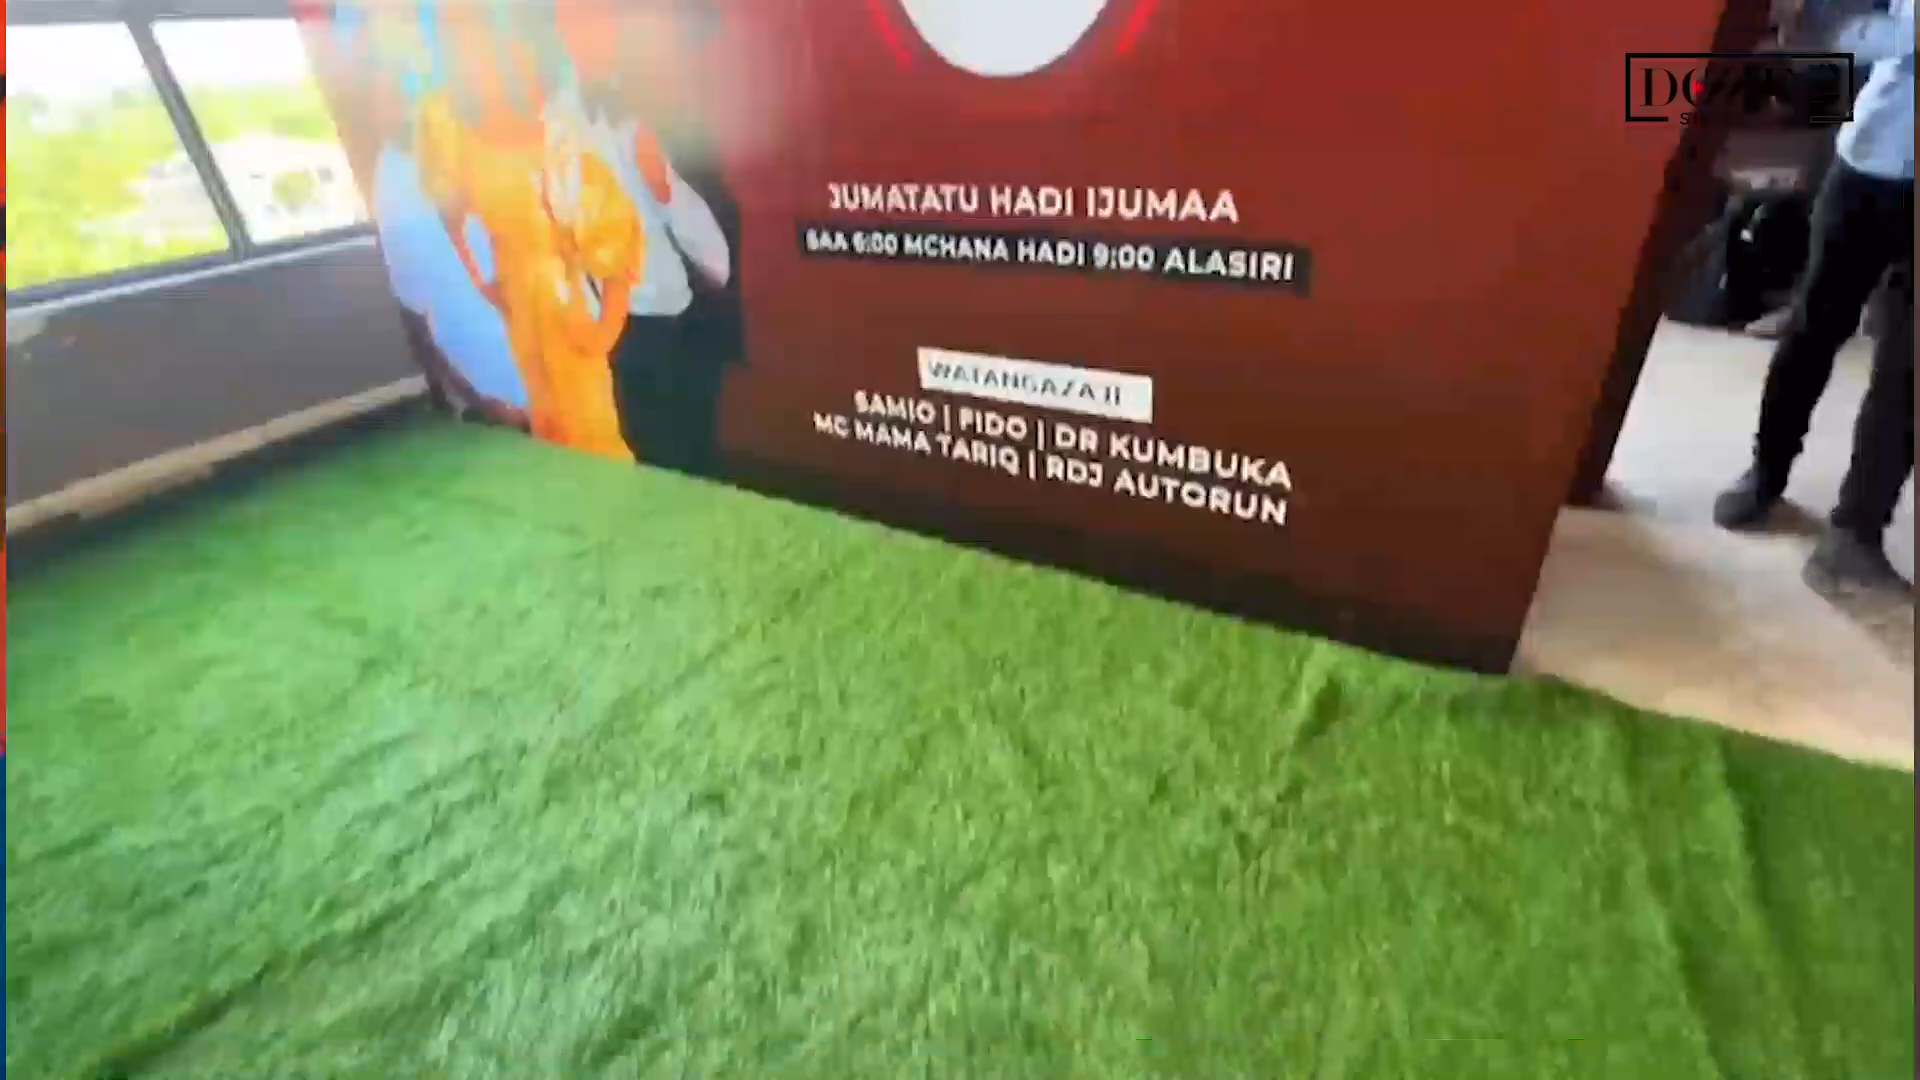 JUMATATU HADI IJUMAA
SAA 6:00 MCHANA HADI 9:00 ALASIRI
WATANGAZAJI
SAMIO | FIDO | DR KUMBUKA
MC MAMA TARIQ | RDJ AUTORUN